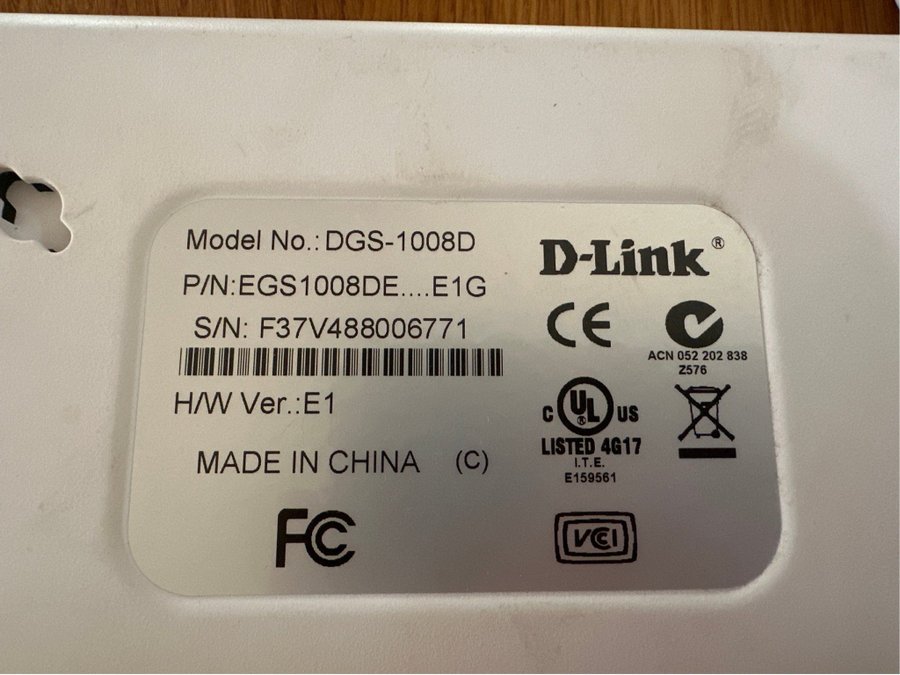 Model No.:DGS-1008D
P/N:EGS1008DE....E1G
S/N: F37V488006771
H/W Ver.:E1
MADE IN CHINA (C)
FC
D-Link®
CE
ACN 052 202 838
Z576
c UL® US
LISTED 4G17
I.T.E.
E159561
VCI